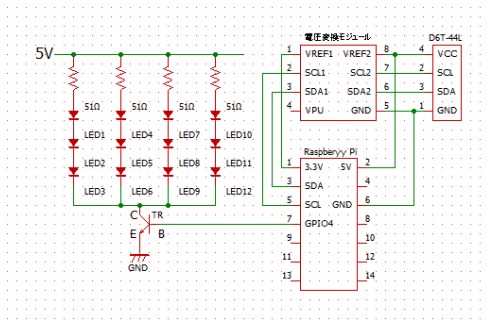 電圧変換モジュール
D6T-44L
5V
1 VREF1 VREF2 8 4 VCC
2 SCL1 SCL2 7 2 SCL
3 SDA1 SDA2 6 3 SDA
4 VPU GND 5 1 GND
51Ω 51Ω 51Ω 51Ω
LED1 LED4 LED7 LED10
LED2 LED5 LED8 LED11
LED3 LED6 LED9 LED12
Raspberyy Pi
1 3.3V 5V 2
3 SDA 4
5 SCL GND 6
7 GPIO4 8
9 10
11 12
13 14
C TR
E B
GND